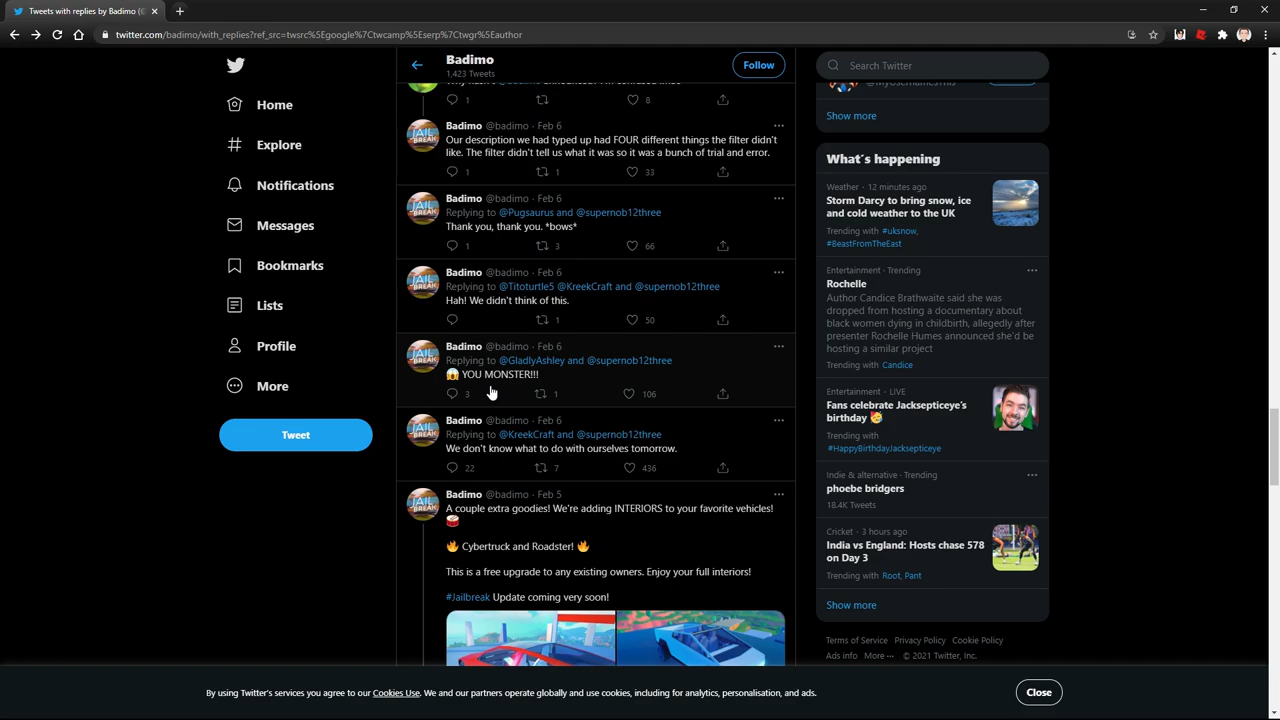 Tweets with replies by Badimo (
twitter.com/badimo/with_replies?ref_src=twsrc%5Egoogle%7Ctwcamp%5Eserp%7Ctwgr%5Eauthor
Home
Explore
Notifications
Messages
Bookmarks
Lists
Profile
More
Tweet
Badimo
1,423 Tweets
Follow
1
8
Badimo @badimo · Feb 6
Our description we had typed up had FOUR different things the filter didn't
like. The filter didn't tell us what it was so it was a bunch of trial and error.
1 1 33
Badimo @badimo · Feb 6
Replying to @Pugsaurus and @supernob12three
Thank you, thank you. *bows*
1 3 66
Badimo @badimo · Feb 6
Replying to @Titoturtle5 @KreekCraft and @supernob12three
Hah! We didn't think of this.
1 50
Badimo @badimo · Feb 6
Replying to @GladlyAshley and @supernob12three
😱 YOU MONSTER!!!
3 1 106
Badimo @badimo · Feb 6
Replying to @KreekCraft and @supernob12three
We don't know what to do with ourselves tomorrow.
22 7 436
Badimo @badimo · Feb 5
A couple extra goodies! We're adding INTERIORS to your favorite vehicles!
🥁
🔥 Cybertruck and Roadster! 🔥
This is a free upgrade to any existing owners. Enjoy your full interiors!
#Jailbreak Update coming very soon!
Search Twitter
Show more
What's happening
Weather · 12 minutes ago
Storm Darcy to bring snow, ice
and cold weather to the UK
Trending with #uksnow,
#BeastFromTheEast
Entertainment · Trending
Rochelle
Author Candice Brathwaite said she was
dropped from hosting a documentary about
black women dying in childbirth, allegedly after
presenter Rochelle Humes announced she'd be
hosting a similar project
Trending with Candice
Entertainment · LIVE
Fans celebrate Jacksepticeye's
birthday 🥳
Trending with
#HappyBirthdayJacksepticeye
Indie & alternative · Trending
phoebe bridgers
18.4K Tweets
Cricket · 3 hours ago
India vs England: Hosts chase 578
on Day 3
Trending with Root, Pant
Show more
Terms of Service Privacy Policy Cookie Policy
Ads info More ··· © 2021 Twitter, Inc.
By using Twitter's services you agree to our Cookies Use. We and our partners operate globally and use cookies, including for analytics, personalisation, and ads.
Close